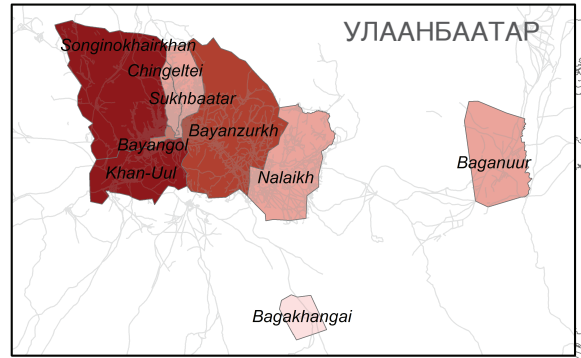 УЛААНБААТАР
Songinokhairkhan
Chingeltei
Sukhbaatar
Bayanzurkh
Bayangol
Khan-Uul
Nalaikh
Baganuur
Bagakhangai